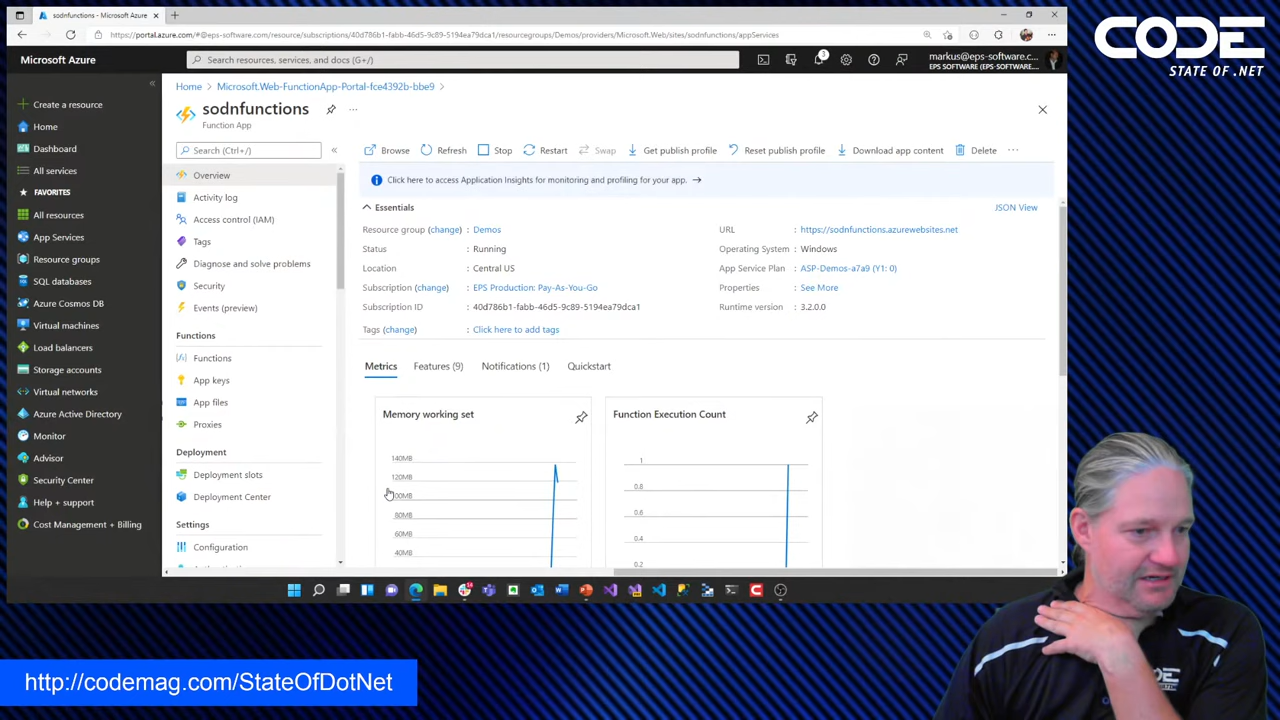 sodnfunctions - Microsoft Azure
https://portal.azure.com/#@eps-software.com/resource/subscriptions/40d786b1-fabb-46d5-9c89-5194ea79dca1/resourcegroups/Demos/providers/Microsoft.Web/sites/sodnfunctions/appServices
CODE
STATE OF .NET
Microsoft Azure
Search resources, services, and docs (G+/)
markus@eps-software.c...
EPS SOFTWARE (EPS-SOFTWARE....
Home
Microsoft.Web-FunctionApp-Portal-fce4392b-bbe9
sodnfunctions
Function App
Create a resource
Home
Dashboard
All services
FAVORITES
All resources
App Services
Resource groups
SQL databases
Azure Cosmos DB
Virtual machines
Load balancers
Storage accounts
Virtual networks
Azure Active Directory
Monitor
Advisor
Security Center
Help + support
Cost Management + Billing
Search (Ctrl+/)
Overview
Activity log
Access control (IAM)
Tags
Diagnose and solve problems
Security
Events (preview)
Functions
Functions
App keys
App files
Proxies
Deployment
Deployment slots
Deployment Center
Settings
Configuration
Browse Refresh Stop Restart Swap Get publish profile Reset publish profile Download app content Delete
Click here to access Application Insights for monitoring and profiling for your app.
Essentials
JSON View
Resource group (change) : Demos
Status : Running
Location : Central US
Subscription (change) : EPS Production: Pay-As-You-Go
Subscription ID : 40d786b1-fabb-46d5-9c89-5194ea79dca1
Tags (change) : Click here to add tags
URL : https://sodnfunctions.azurewebsites.net
Operating System : Windows
App Service Plan : ASP-Demos-a7a9 (Y1: 0)
Properties : See More
Runtime version : 3.2.0.0
Metrics Features (9) Notifications (1) Quickstart
Memory working set
140MB
120MB
100MB
80MB
60MB
40MB
Function Execution Count
1
0.8
0.6
0.4
0.2
http://codemag.com/StateOfDotNet